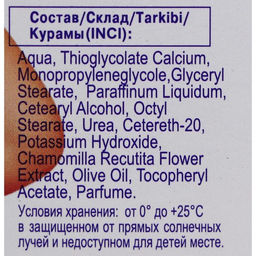 Состав/Склад/Tarkibi/
Курамы(INCI):
Aqua, Thioglycolate Calcium,
Monopropyleneglycole,Glyceryl
Stearate, Paraffinum Liquidum,
Cetearyl Alcohol, Octyl
Stearate, Urea, Cetereth-20,
Potassium Hydroxide,
Chamomilla Recutita Flower
Extract, Olive Oil, Tocopheryl
Acetate, Parfume.
Условия хранения: от 0° до +25°С
в защищенном от прямых солнечных
лучей и недоступном для детей месте.